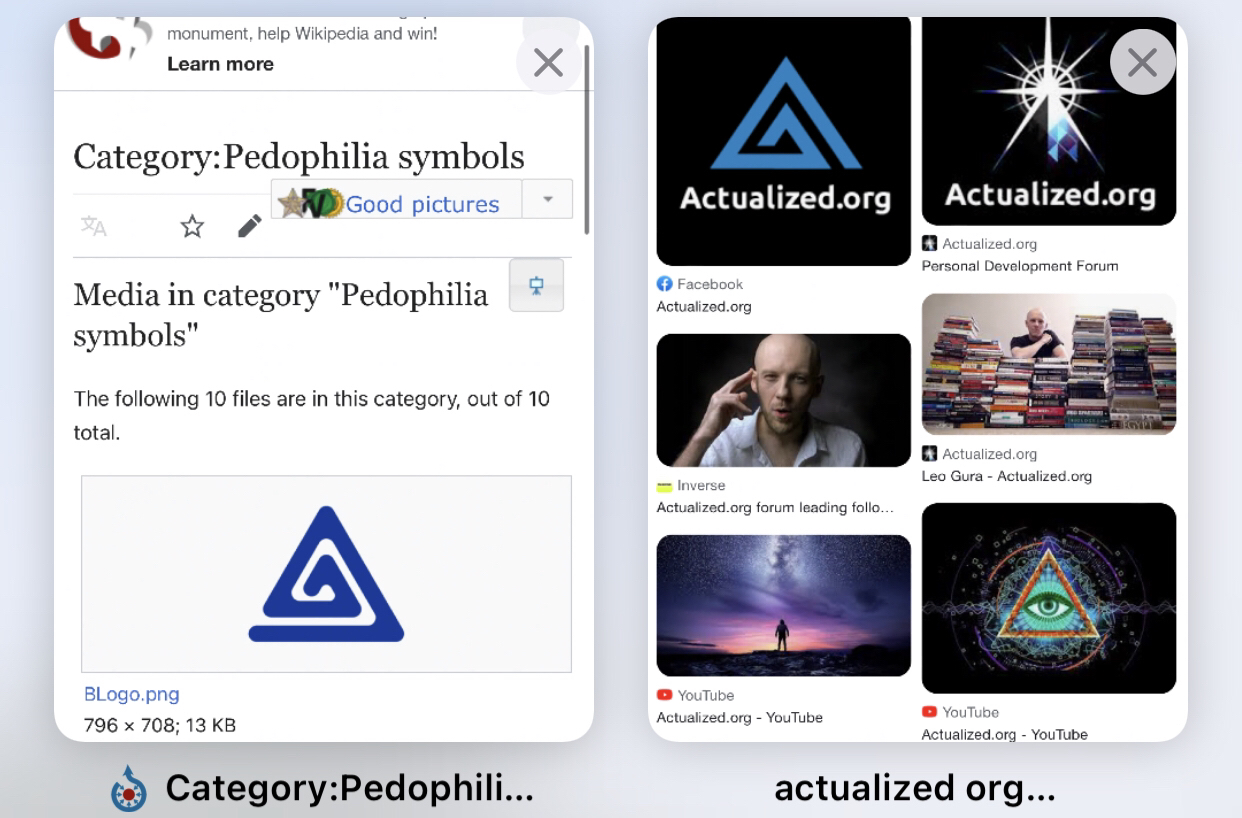 monument, help Wikipedia and win!
Learn more
Category:Pedophilia symbols
Good pictures
Media in category "Pedophilia
symbols"
The following 10 files are in this category, out of 10
total.
BLogo.png
796 × 708; 13 KB
Category:Pedophili...
Actualized.org
Facebook
Actualized.org
Inverse
Actualized.org forum leading follo...
YouTube
Actualized.org - YouTube
Actualized.org
Actualized.org
Personal Development Forum
Actualized.org
Leo Gura - Actualized.org
YouTube
Actualized.org - YouTube
actualized org...